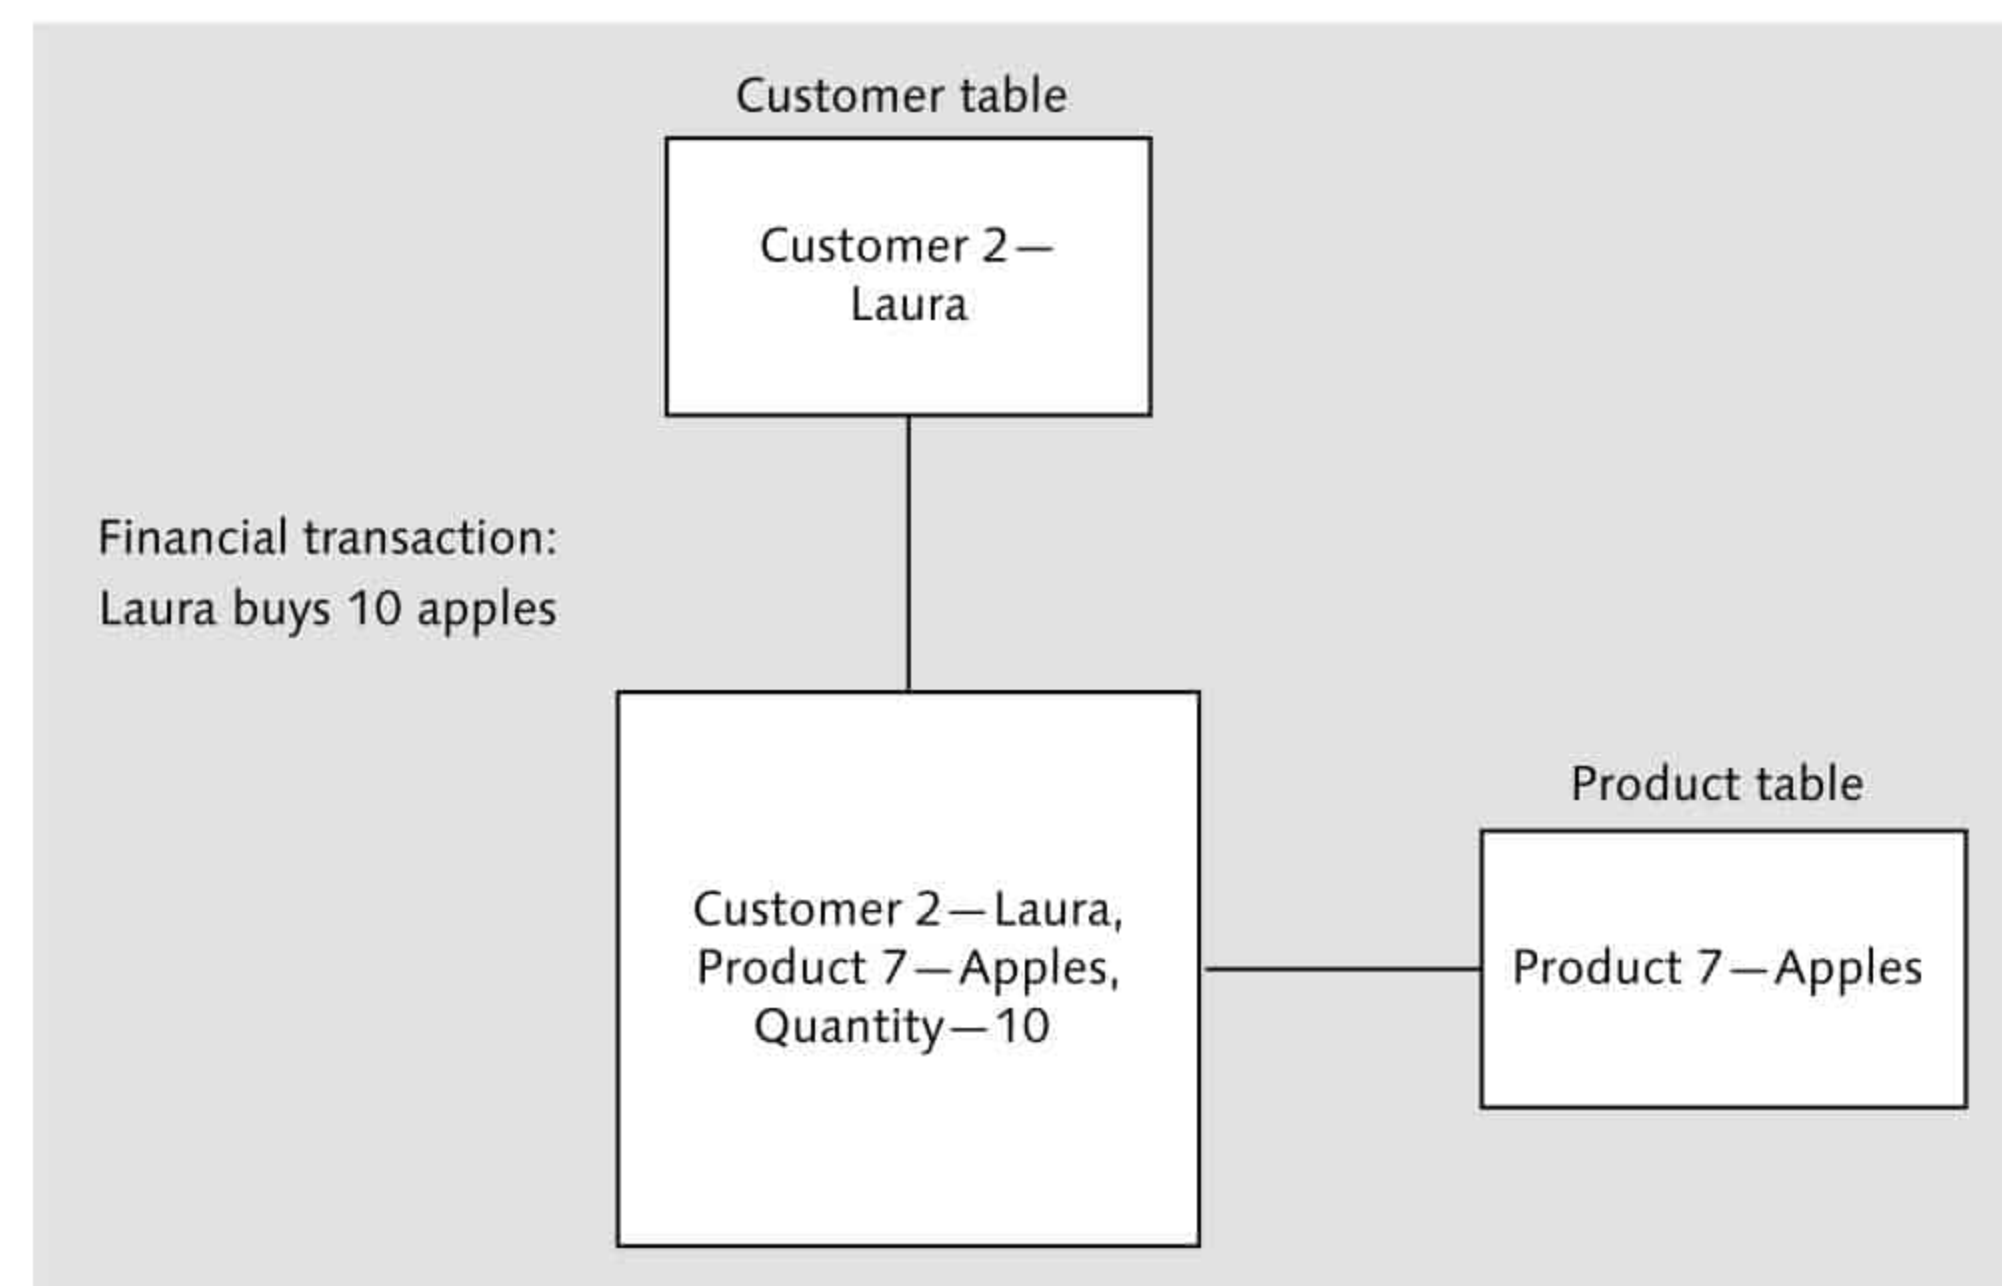 Customer table
Customer 2—
Laura
Financial transaction:
Laura buys 10 apples
Product table
Customer 2—Laura,
Product 7—Apples,
Quantity—10
Product 7—Apples